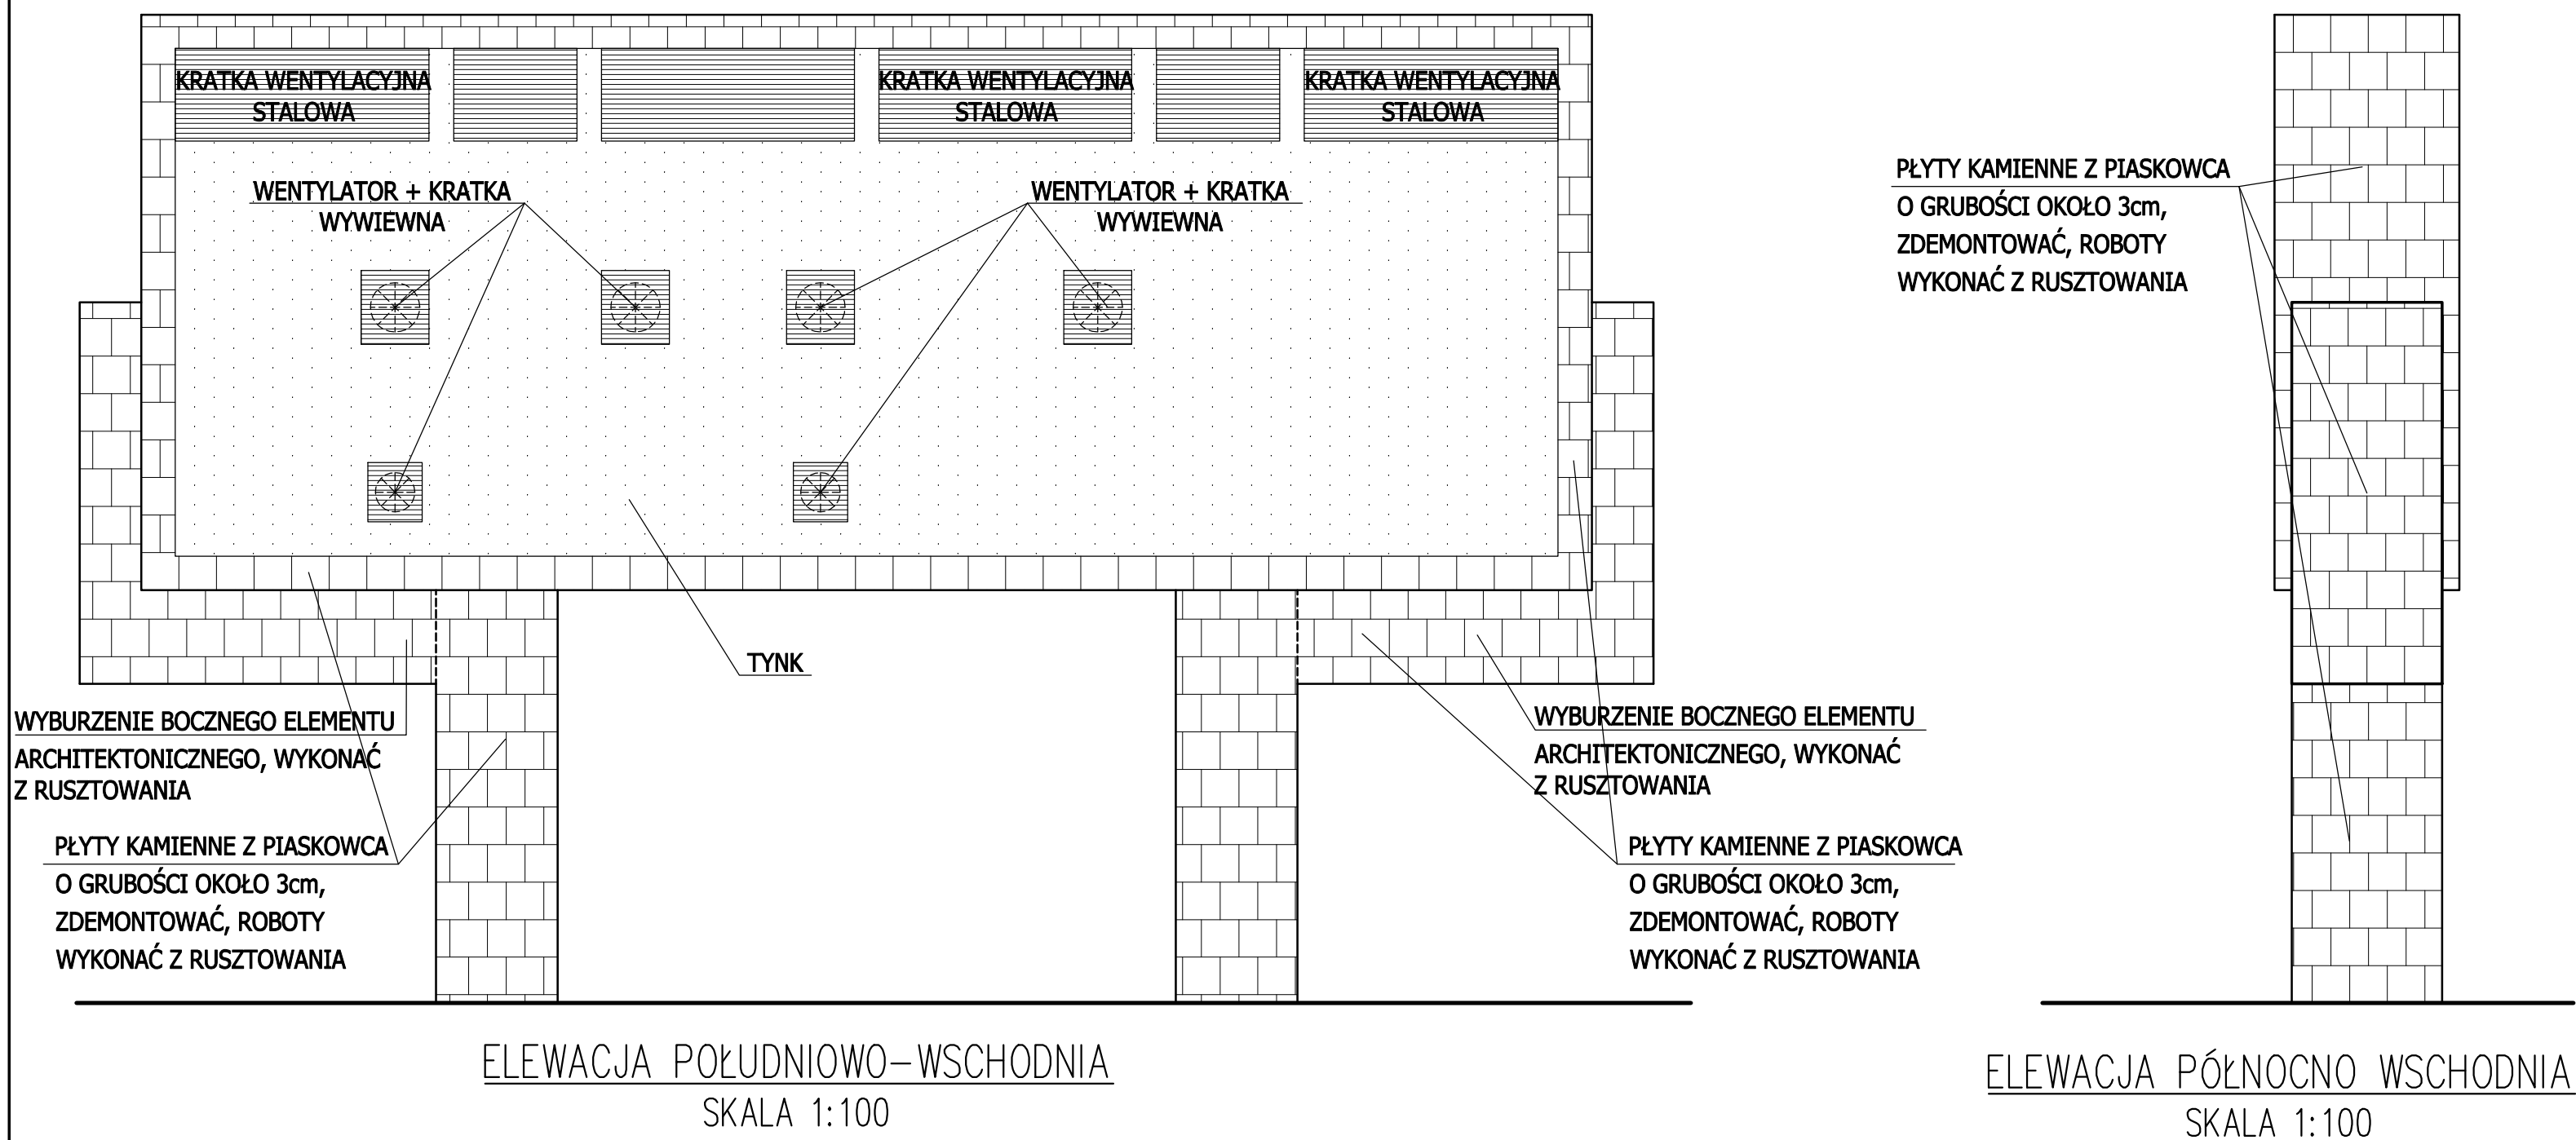 KRATKA WENTYLACYJNA
STALOWA
KRATKA WENTYLACYJNA
STALOWA
KRATKA WENTYLACYJNA
STALOWA
WENTYLATOR + KRATKA
WYWIEWNA
WENTYLATOR + KRATKA
WYWIEWNA
PŁYTY KAMIENNE Z PIASKOWCA
O GRUBOŚCI OKOŁO 3cm,
ZDEMONTOWAĆ, ROBOTY
WYKONAĆ Z RUSZTOWANIA
TYNK
WYBURZENIE BOCZNEGO ELEMENTU
ARCHITEKTONICZNEGO, WYKONAĆ
Z RUSZTOWANIA
WYBURZENIE BOCZNEGO ELEMENTU
ARCHITEKTONICZNEGO, WYKONAĆ
Z RUSZTOWANIA
PŁYTY KAMIENNE Z PIASKOWCA
O GRUBOŚCI OKOŁO 3cm,
ZDEMONTOWAĆ, ROBOTY
WYKONAĆ Z RUSZTOWANIA
PŁYTY KAMIENNE Z PIASKOWCA
O GRUBOŚCI OKOŁO 3cm,
ZDEMONTOWAĆ, ROBOTY
WYKONAĆ Z RUSZTOWANIA
ELEWACJA POŁUDNIOWO-WSCHODNIA
SKALA 1:100
ELEWACJA PÓŁNOCNO WSCHODNIA
SKALA 1:100